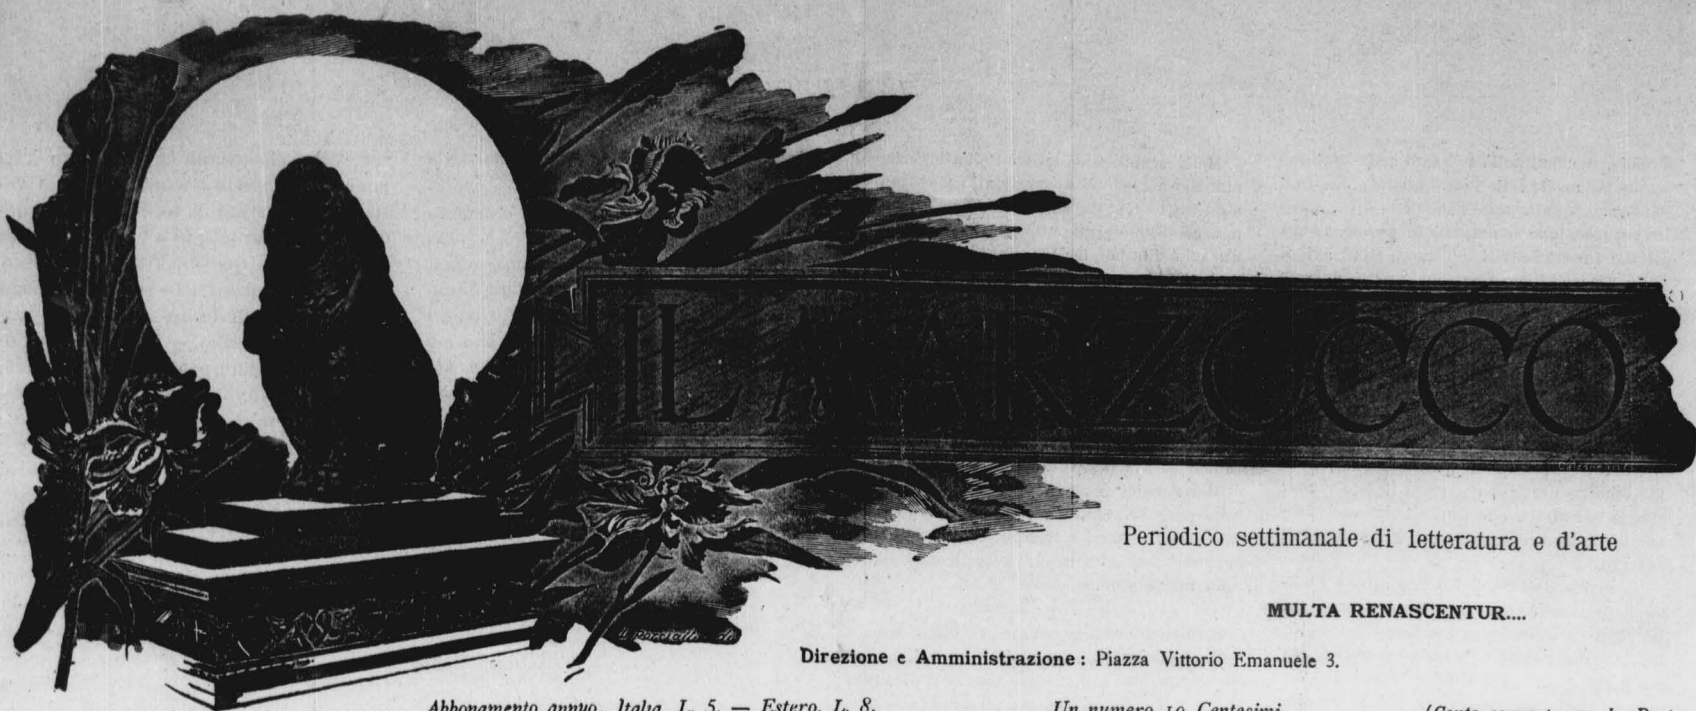 IL MARZOCCO
Periodico settimanale di letteratura e d'arte
MULTA RENASCENTUR....
Direzione e Amministrazione: Piazza Vittorio Emanuele 3.
Abbonamento annuo, Italia, L. 5. — Estero, L. 8. Un numero 10 Centesimi